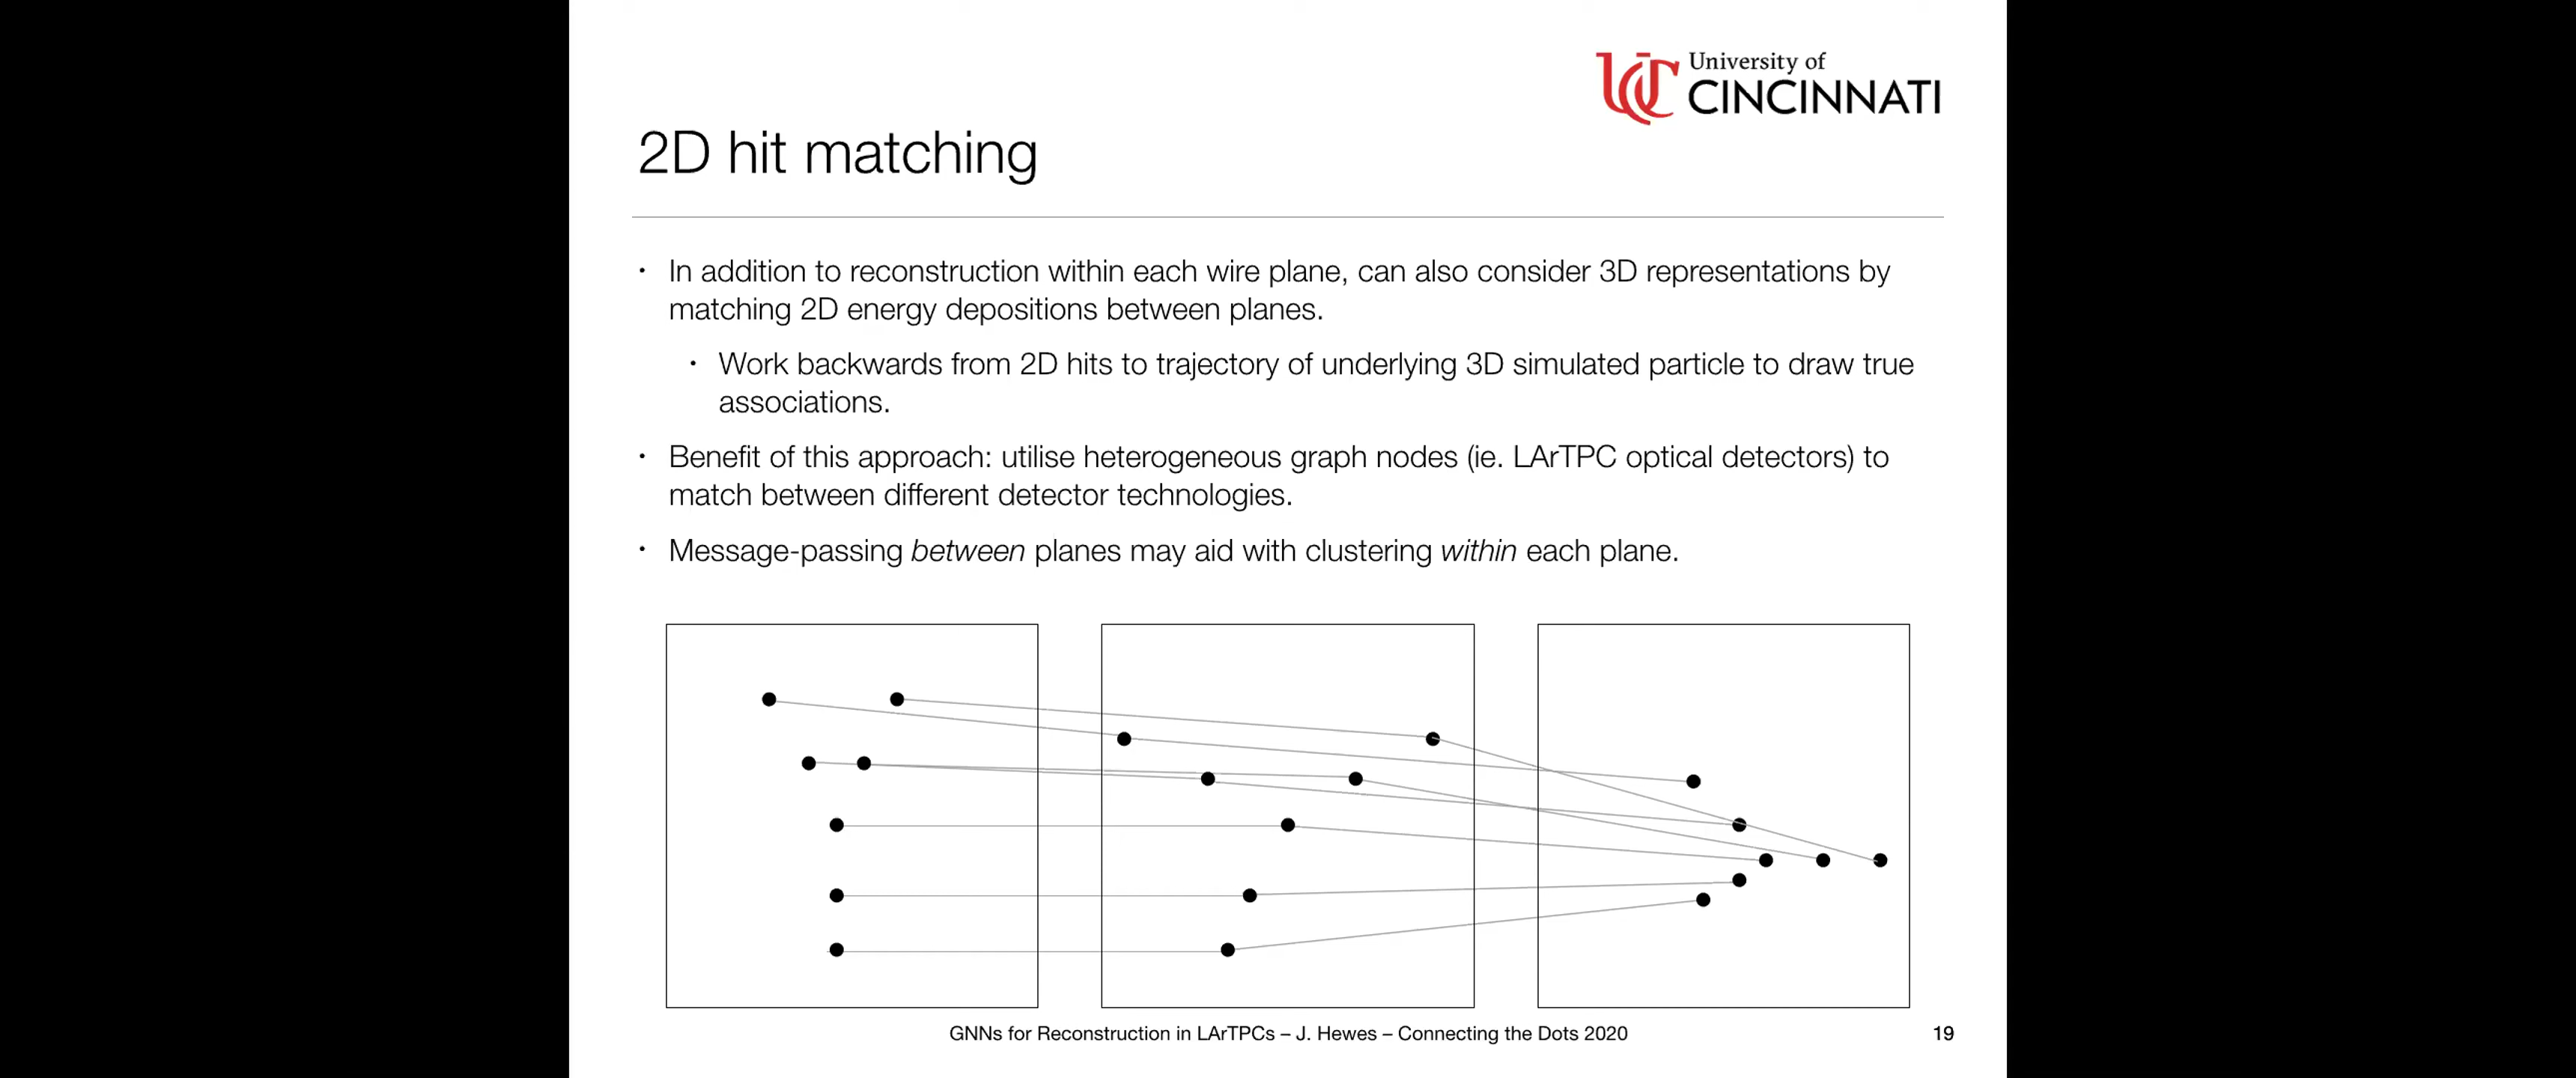 University of
CINCINNATI
2D hit matching
• In addition to reconstruction within each wire plane, can also consider 3D representations by
matching 2D energy depositions between planes.
• Work backwards from 2D hits to trajectory of underlying 3D simulated particle to draw true
associations.
• Benefit of this approach: utilise heterogeneous graph nodes (ie. LArTPC optical detectors) to
match between different detector technologies.
• Message-passing between planes may aid with clustering within each plane.
GNNs for Reconstruction in LArTPCs – J. Hewes – Connecting the Dots 2020
19